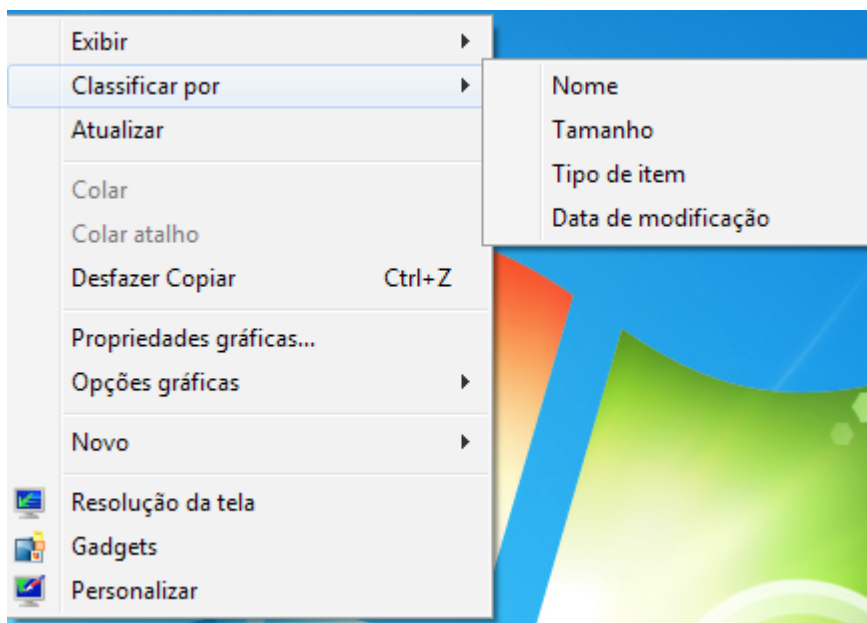 Exibir
Classificar por
Atualizar
Colar
Colar atalho
Desfazer Copiar Ctrl+Z
Propriedades gráficas...
Opções gráficas
Novo
Resolução da tela
Gadgets
Personalizar
Nome
Tamanho
Tipo de item
Data de modificação